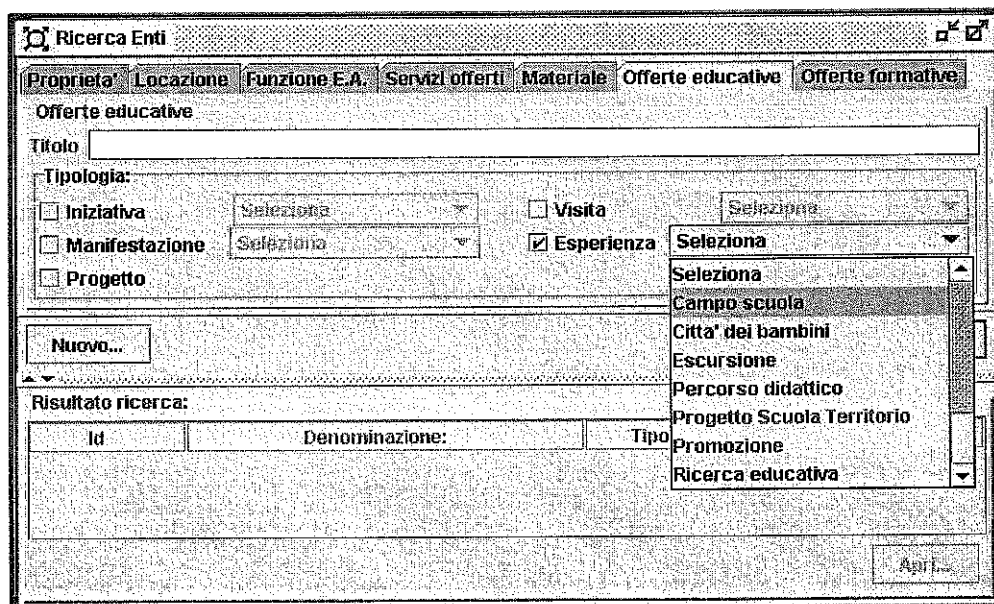 Ricerca Enti
Proprieta' Locazione Funzione E.A. Servizi offerti Materiale Offerte educative Offerte formative
Offerte educative
Titolo
Tipologia:
Iniziativa Seleziona Visita Seleziona
Manifestazione Seleziona Esperienza Seleziona
Progetto
Seleziona
Campo scuola
Citta' dei bambini
Escursione
Percorso didattico
Progetto Scuola Territorio
Promozione
Ricerca educativa
Nuovo...
Risultato ricerca:
Id Denominazione: Tipo
Apri...